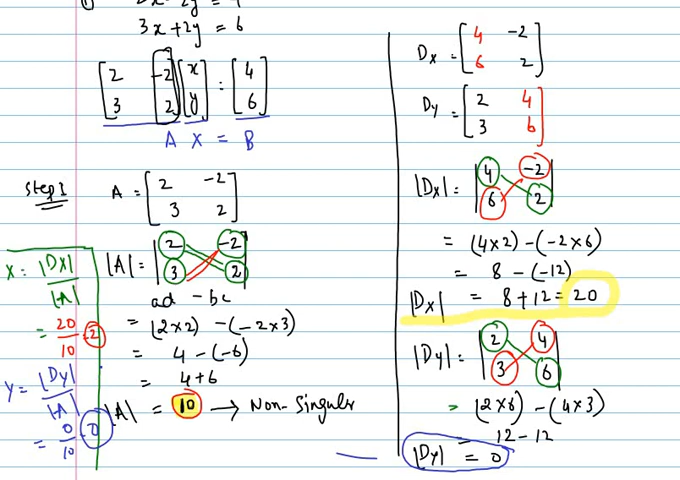 3x+2y = 6
[2 -2 3 2] [x y] = [4 6]
A X = B
Step 1
A = [2 -2 3 2]
|A| = |2 -2 3 2|
ad - bc
= (2×2) - (-2×3)
= 4 - (-6)
= 4+6
|A| = 10 → Non-Singular
X = |Dx| / |A|
= 20/10 = 2
Y = |Dy| / |A|
= 0/10 = 0
Dx = [4 -2 6 2]
Dy = [2 4 3 6]
|Dx| = |4 -2 6 2|
= (4×2) - (-2×6)
= 8 - (-12)
|Dx| = 8+12 = 20
|Dy| = |2 4 3 6|
= (2×6) - (4×3)
= 12-12
|Dy| = 0